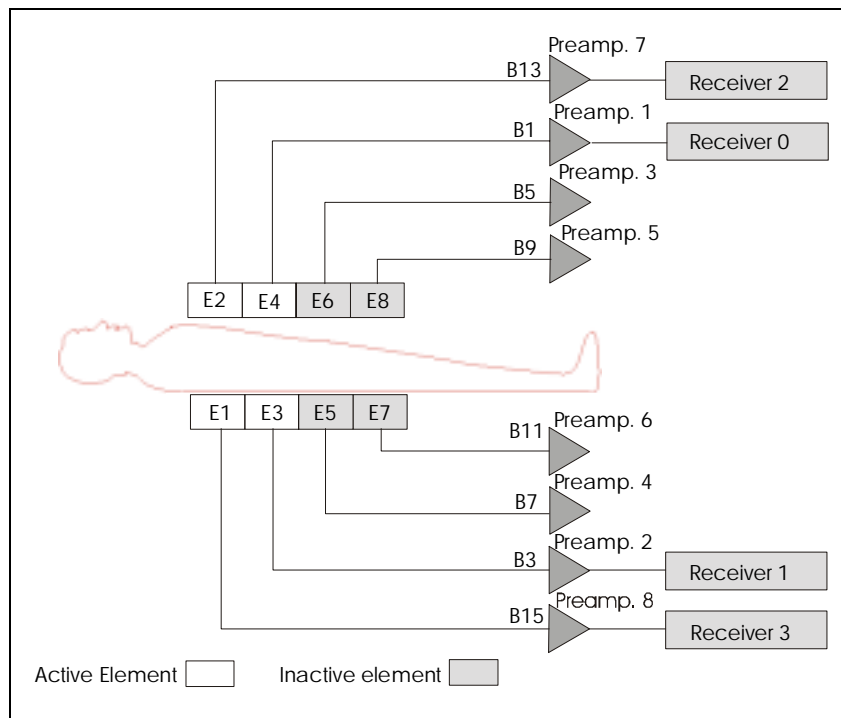 Preamp. 7
B13
Receiver 2
Preamp. 1
B1
Receiver 0
Preamp. 3
B5
Preamp. 5
B9
E2 E4 E6 E8
E1 E3 E5 E7
Preamp. 6
B11
Preamp. 4
B7
Preamp. 2
B3
Receiver 1
Preamp. 8
B15
Receiver 3
Active Element
Inactive element